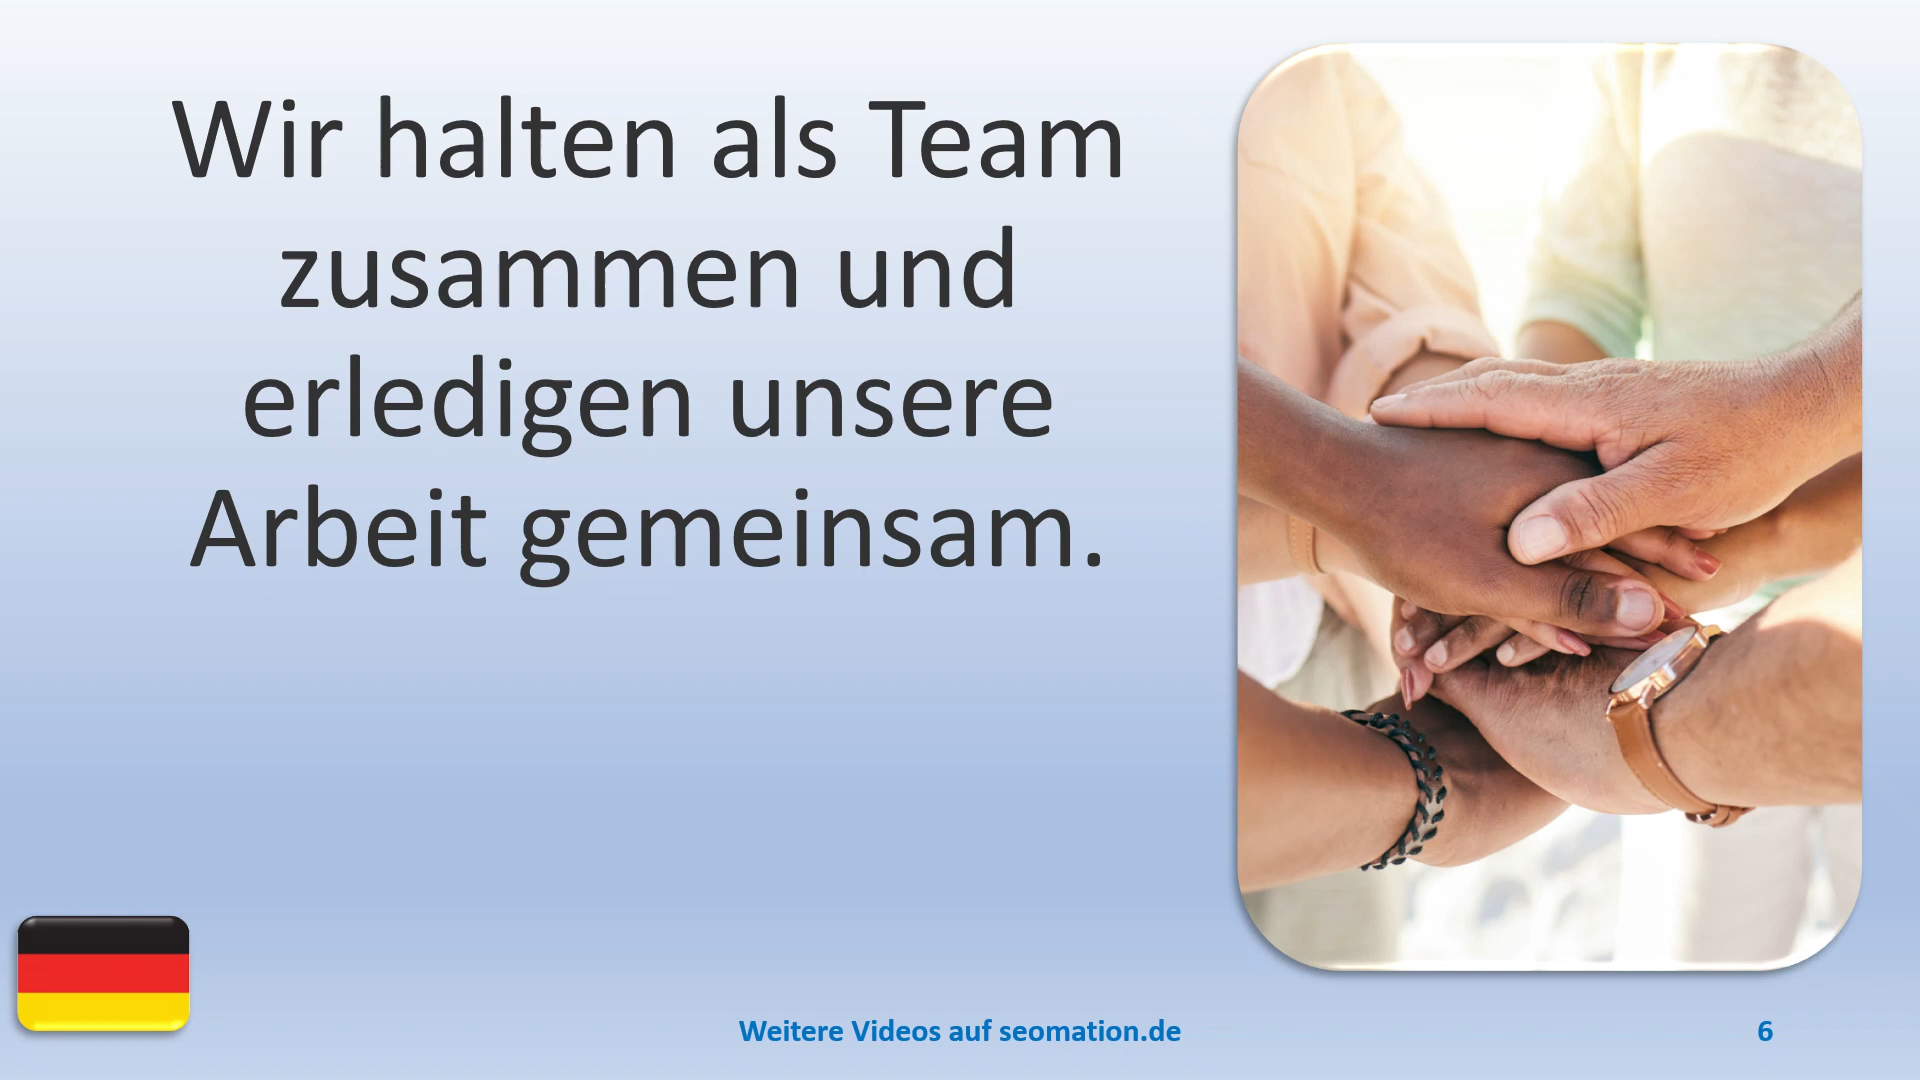 Wir halten als Team
zusammen und
erledigen unsere
Arbeit gemeinsam.
Weitere Videos auf seomation.de
6